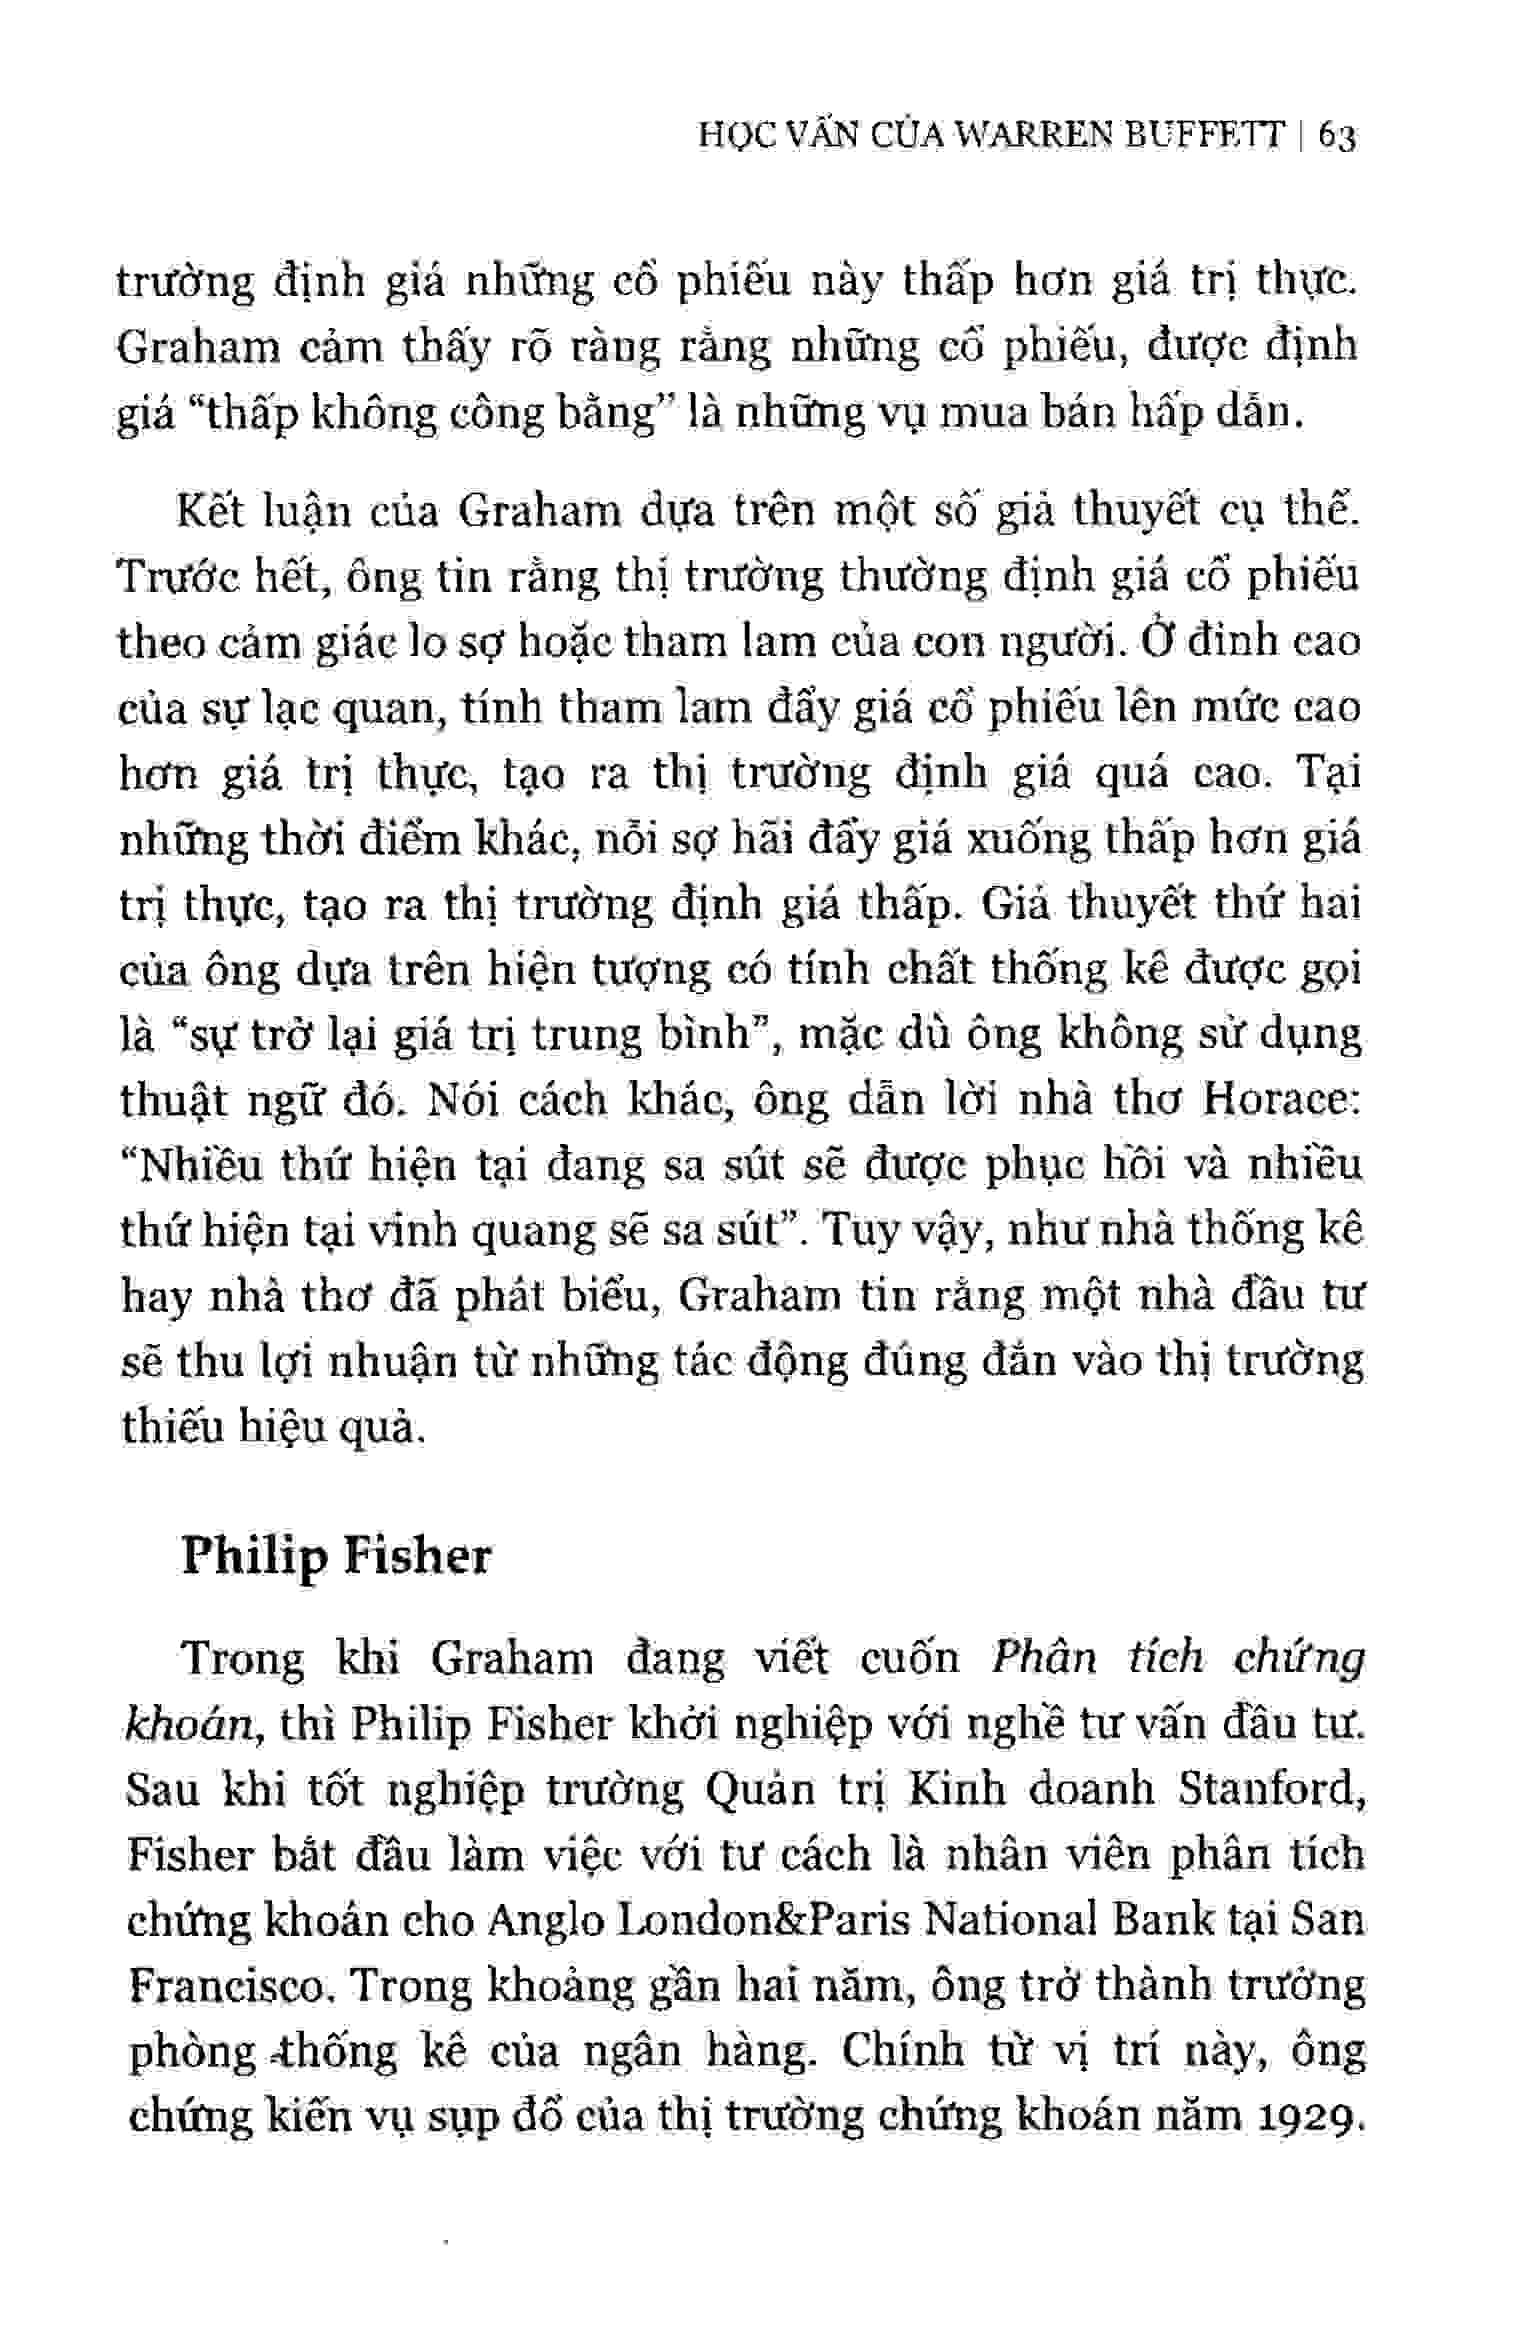 HỌC VẤN CỦA WARREN BUFFETT | 63
trường định giá những cổ phiếu này thấp hơn giá trị thực.
Graham cảm thấy rõ ràng rằng những cổ phiếu, được định
giá “thấp không công bằng” là những vụ mua bán hấp dẫn.
Kết luận của Graham dựa trên một số giả thuyết cụ thể.
Trước hết, ông tin rằng thị trường thường định giá cổ phiếu
theo cảm giác lo sợ hoặc tham lam của con người. Ở đỉnh cao
của sự lạc quan, tính tham lam đẩy giá cổ phiếu lên mức cao
hơn giá trị thực, tạo ra thị trường định giá quá cao. Tại
những thời điểm khác, nỗi sợ hãi đẩy giá xuống thấp hơn giá
trị thực, tạo ra thị trường định giá thấp. Giả thuyết thứ hai
của ông dựa trên hiện tượng có tính chất thống kê được gọi
là “sự trở lại giá trị trung bình”, mặc dù ông không sử dụng
thuật ngữ đó. Nói cách khác, ông dẫn lời nhà thơ Horace:
“Nhiều thứ hiện tại đang sa sút sẽ được phục hồi và nhiều
thứ hiện tại vinh quang sẽ sa sút”. Tuy vậy, như nhà thống kê
hay nhà thơ đã phát biểu, Graham tin rằng một nhà đầu tư
sẽ thu lợi nhuận từ những tác động đúng đắn vào thị trường
thiếu hiệu quả.
Philip Fisher
Trong khi Graham đang viết cuốn Phân tích chứng
khoán, thì Philip Fisher khởi nghiệp với nghề tư vấn đầu tư.
Sau khi tốt nghiệp trường Quản trị Kinh doanh Stanford,
Fisher bắt đầu làm việc với tư cách là nhân viên phân tích
chứng khoán cho Anglo London&Paris National Bank tại San
Francisco. Trong khoảng gần hai năm, ông trở thành trưởng
phòng thống kê của ngân hàng. Chính từ vị trí này, ông
chứng kiến vụ sụp đổ của thị trường chứng khoán năm 1929.